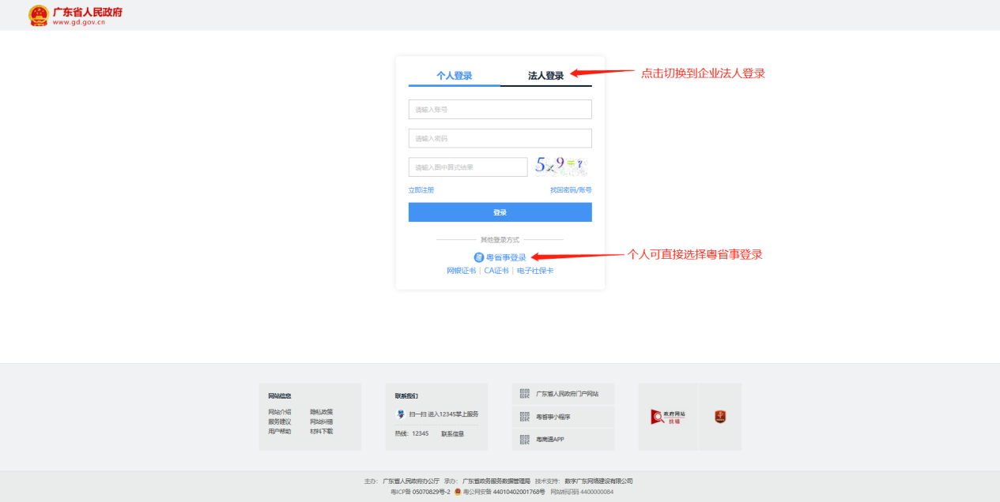 广东省人民政府
www.gd.gov.cn
个人登录
法人登录
点击切换到企业法人登录
请输入账号
请输入密码
请输入图中算式结果
5×9=?
立即注册
找回密码/账号
登录
其他登录方式
粤省事登录
个人可直接选择粤省事登录
网银证书 | CA证书 | 电子社保卡
网站信息
网站介绍 隐私政策
服务建议 网站纠错
用户帮助 材料下载
联系我们
扫一扫 进入12345掌上服务
热线: 12345 联系信息
广东省人民政府门户网站
粤省事小程序
粤商通APP
政府网站
找错
主办: 广东省人民政府办公厅 承办: 广东省政务服务数据管理局 技术支持: 数字广东网络建设有限公司
粤ICP备 05070829号-2 粤公网安备 44010402001768号 网站标识码 4400000084